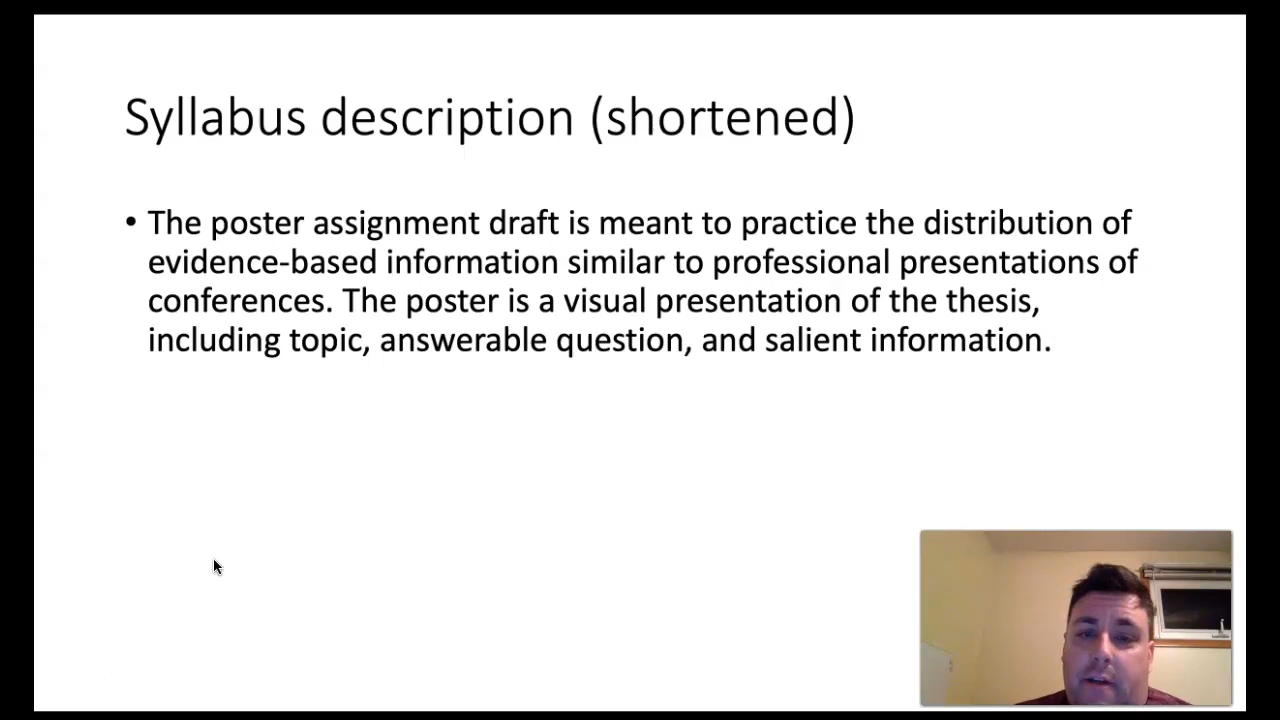 Syllabus description (shortened)
• The poster assignment draft is meant to practice the distribution of
evidence-based information similar to professional presentations of
conferences. The poster is a visual presentation of the thesis,
including topic, answerable question, and salient information.